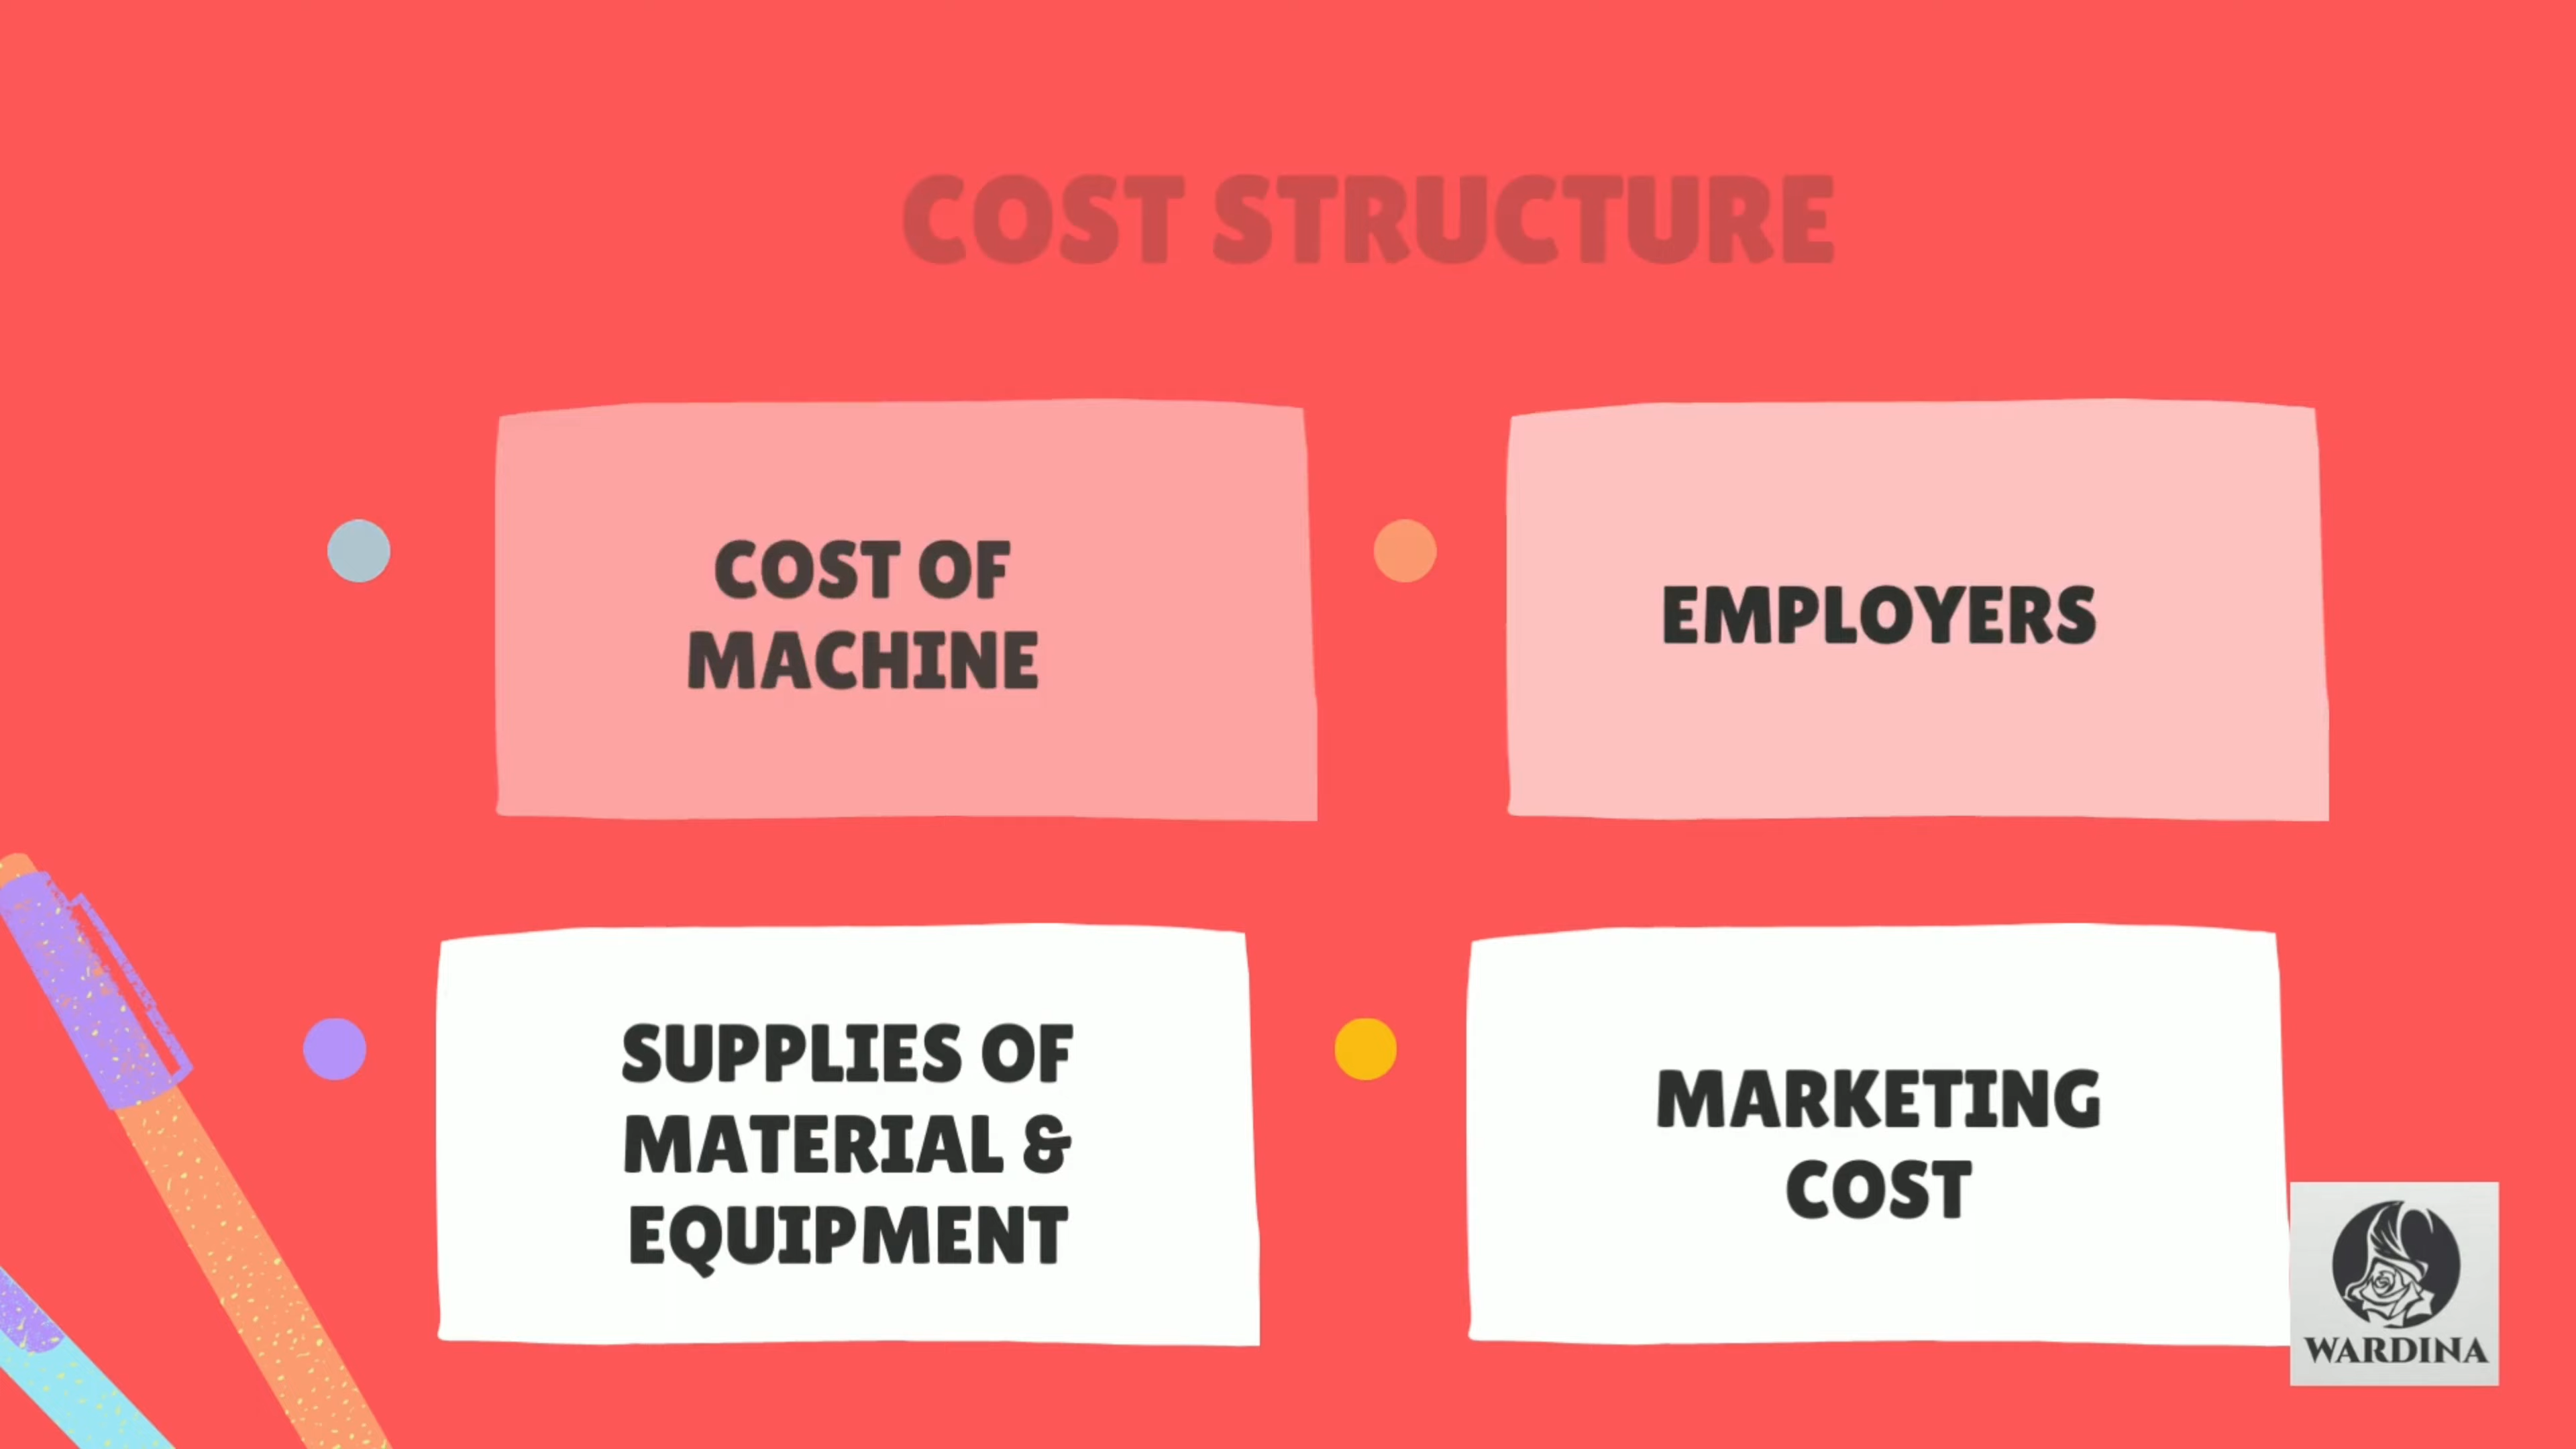 COST STRUCTURE
COST OF
MACHINE
EMPLOYERS
SUPPLIES OF
MATERIAL &
EQUIPMENT
MARKETING
COST
WARDINA